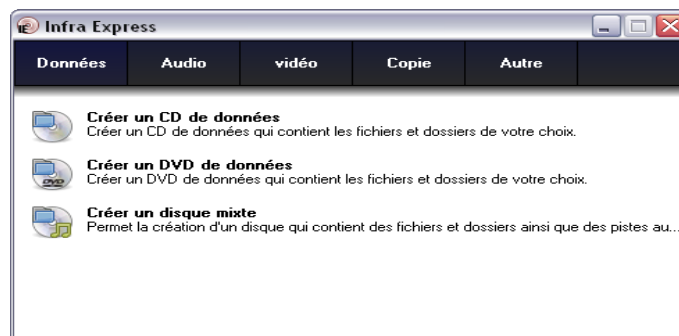 Infra Express
Données Audio vidéo Copie Autre
Créer un CD de données
Créer un CD de données qui contient les fichiers et dossiers de votre choix.
Créer un DVD de données
Créer un DVD de données qui contient les fichiers et dossiers de votre choix.
Créer un disque mixte
Permet la création d'un disque qui contient des fichiers et dossiers ainsi que des pistes au...